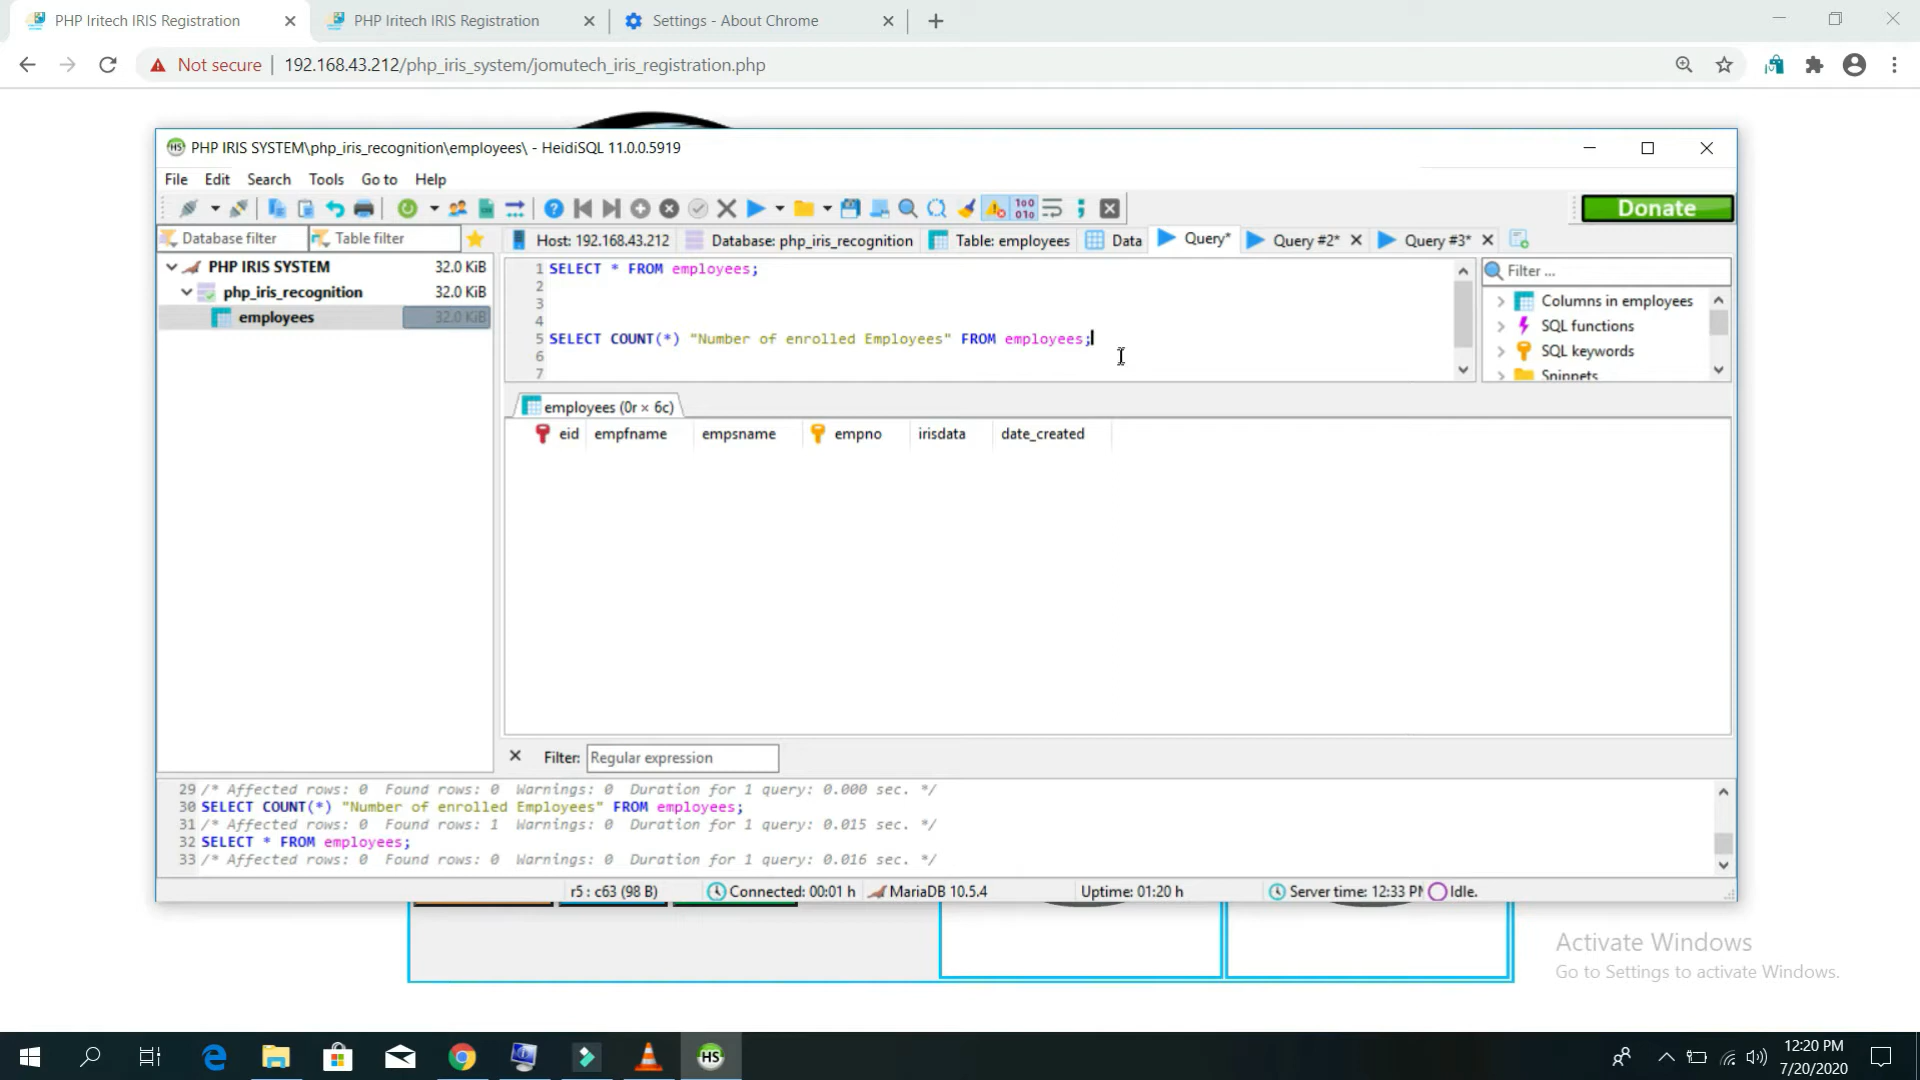 PHP Iritech IRIS Registration
PHP Iritech IRIS Registration
Settings - About Chrome
Not secure
192.168.43.212/php_iris_system/jomutech_iris_registration.php
PHP IRIS SYSTEM\php_iris_recognition\employees\ - HeidiSQL 11.0.0.5919
File Edit Search Tools Go to Help
Donate
Database filter
Table filter
Host: 192.168.43.212
Database: php_iris_recognition
Table: employees
Data
Query*
Query #2*
Query #3*
PHP IRIS SYSTEM 32.0 KiB
php_iris_recognition 32.0 KiB
employees 32.0 KiB
1 SELECT * FROM employees;
2
3
4
5 SELECT COUNT(*) "Number of enrolled Employees" FROM employees;
6
7
Filter ...
Columns in employees
SQL functions
SQL keywords
Snippets
employees (0r × 6c)
eid empfname empsname empno irisdata date_created
Filter: Regular expression
29 /* Affected rows: 0 Found rows: 0 Warnings: 0 Duration for 1 query: 0.000 sec. */
30 SELECT COUNT(*) "Number of enrolled Employees" FROM employees;
31 /* Affected rows: 0 Found rows: 1 Warnings: 0 Duration for 1 query: 0.015 sec. */
32 SELECT * FROM employees;
33 /* Affected rows: 0 Found rows: 0 Warnings: 0 Duration for 1 query: 0.016 sec. */
r5 : c63 (98 B)
Connected: 00:01 h
MariaDB 10.5.4
Uptime: 01:20 h
Server time: 12:33 PM
Idle.
Activate Windows
Go to Settings to activate Windows.
HS
12:20 PM
7/20/2020